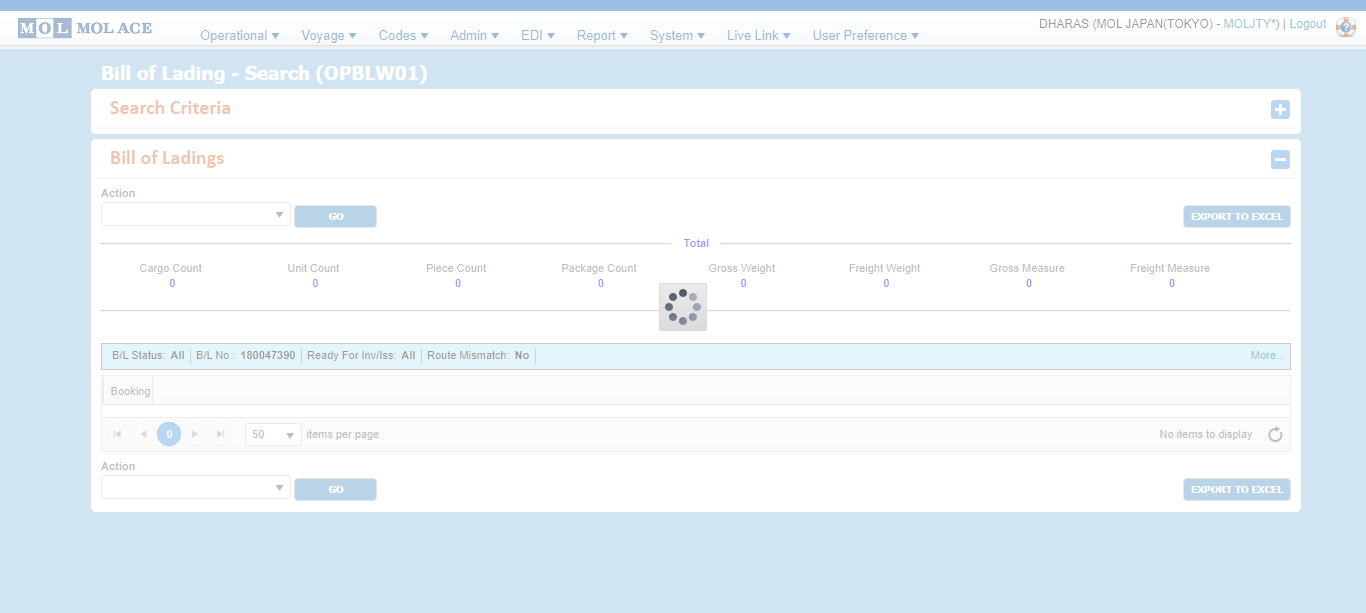 MOL MOL ACE
Operational Voyage Codes Admin EDI Report System Live Link User Preference
DHARAS (MOL JAPAN(TOKYO) - MOLJTY*) | Logout
Bill of Lading - Search (OPBLW01)
Search Criteria
Bill of Ladings
Action
GO
EXPORT TO EXCEL
Total
Cargo Count Unit Count Piece Count Package Count Gross Weight Freight Weight Gross Measure Freight Measure
0 0 0 0 0 0 0 0
B/L Status: All B/L No.: 180047390 Ready For Inv/Iss: All Route Mismatch: No More...
Booking
0 50 items per page No items to display
Action
GO
EXPORT TO EXCEL